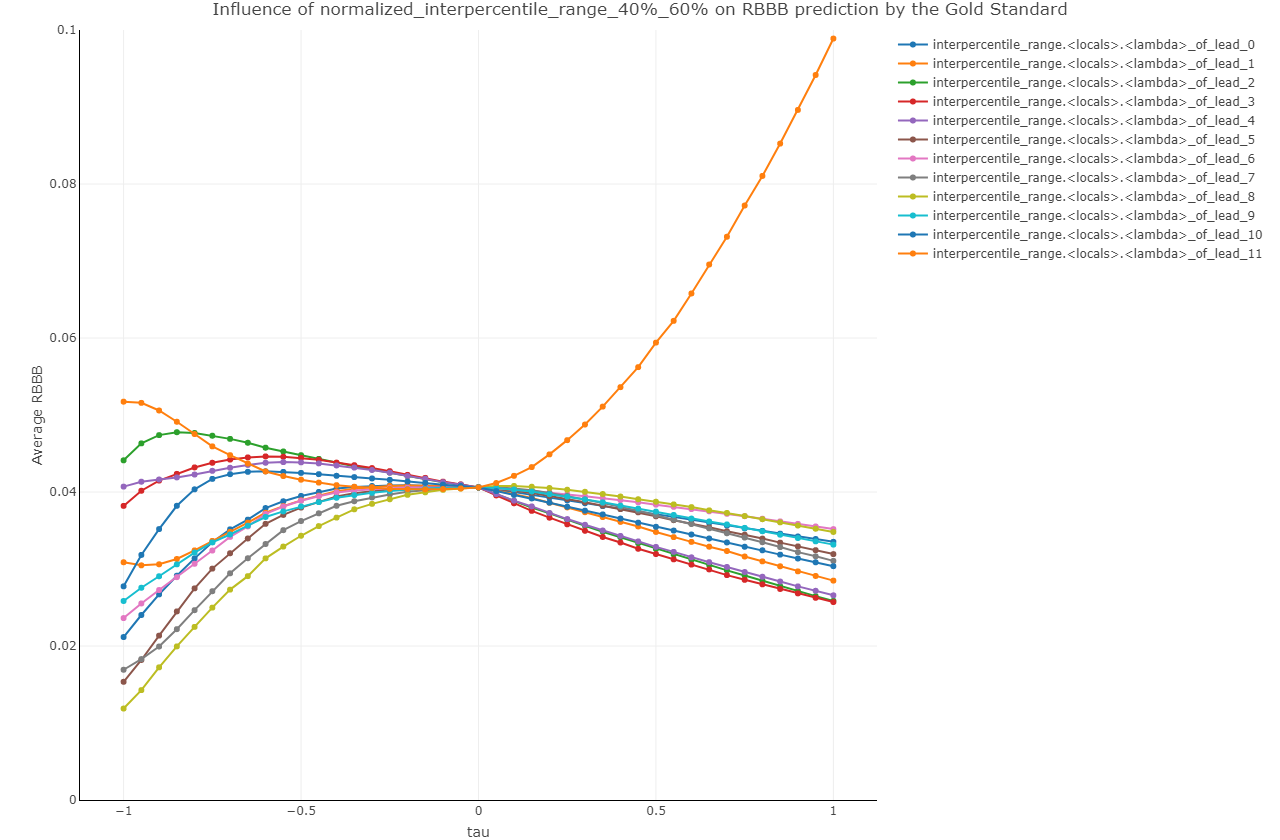 Influence of normalized_interpercentile_range_40%_60% on RBBB prediction by the Gold Standard
0.1
0.08
0.06
0.04
0.02
0
Average RBBB
−1
−0.5
0
0.5
1
tau
interpercentile_range.<locals>.<lambda>_of_lead_0
interpercentile_range.<locals>.<lambda>_of_lead_1
interpercentile_range.<locals>.<lambda>_of_lead_2
interpercentile_range.<locals>.<lambda>_of_lead_3
interpercentile_range.<locals>.<lambda>_of_lead_4
interpercentile_range.<locals>.<lambda>_of_lead_5
interpercentile_range.<locals>.<lambda>_of_lead_6
interpercentile_range.<locals>.<lambda>_of_lead_7
interpercentile_range.<locals>.<lambda>_of_lead_8
interpercentile_range.<locals>.<lambda>_of_lead_9
interpercentile_range.<locals>.<lambda>_of_lead_10
interpercentile_range.<locals>.<lambda>_of_lead_11